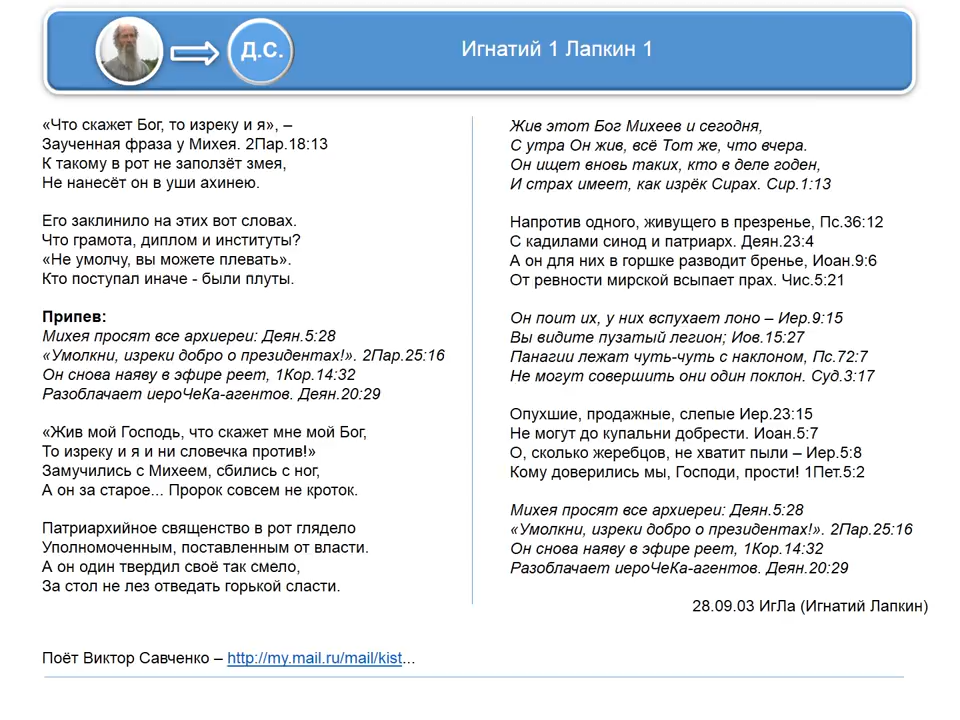 Д.С.
Игнатий 1 Лапкин 1
«Что скажет Бог, то изреку и я», –
Заученная фраза у Михея. 2Пар.18:13
К такому в рот не заползёт змея,
Не нанесёт он в уши ахинею.
Его заклинило на этих вот словах.
Что грамота, диплом и институты?
«Не умолчу, вы можете плевать».
Кто поступал иначе - были плуты.
Припев:
Михея просят все архиереи: Деян.5:28
«Умолкни, изреки добро о президентах!». 2Пар.25:16
Он снова наяву в эфире реет, 1Кор.14:32
Разоблачает иероЧеКа-агентов. Деян.20:29
«Жив мой Господь, что скажет мне мой Бог,
То изреку и я и ни словечка против!»
Замучились с Михеем, сбились с ног,
А он за старое... Пророк совсем не кроток.
Патриархийное священство в рот глядело
Уполномоченным, поставленным от власти.
А он один твердил своё так смело,
За стол не лез отведать горькой сласти.
Жив этот Бог Михеев и сегодня,
С утра Он жив, всё Тот же, что вчера.
Он ищет вновь таких, кто в деле годен,
И страх имеет, как изрёк Сирах. Сир.1:13
Напротив одного, живущего в презренье, Пс.36:12
С кадилами синод и патриарх. Деян.23:4
А он для них в горшке разводит бренье, Иоан.9:6
От ревности мирской всыпает прах. Чис.5:21
Он поит их, у них вспухает лоно – Иер.9:15
Вы видите пузатый легион; Иов.15:27
Панагии лежат чуть-чуть с наклоном, Пс.72:7
Не могут совершить они один поклон. Суд.3:17
Опухшие, продажные, слепые Иер.23:15
Не могут до купальни добрести. Иоан.5:7
О, сколько жеребцов, не хватит пыли – Иер.5:8
Кому доверились мы, Господи, прости! 1Пет.5:2
Михея просят все архиереи: Деян.5:28
«Умолкни, изреки добро о президентах!». 2Пар.25:16
Он снова наяву в эфире реет, 1Кор.14:32
Разоблачает иероЧеКа-агентов. Деян.20:29
28.09.03 ИгЛа (Игнатий Лапкин)
Поёт Виктор Савченко – http://my.mail.ru/mail/kist...